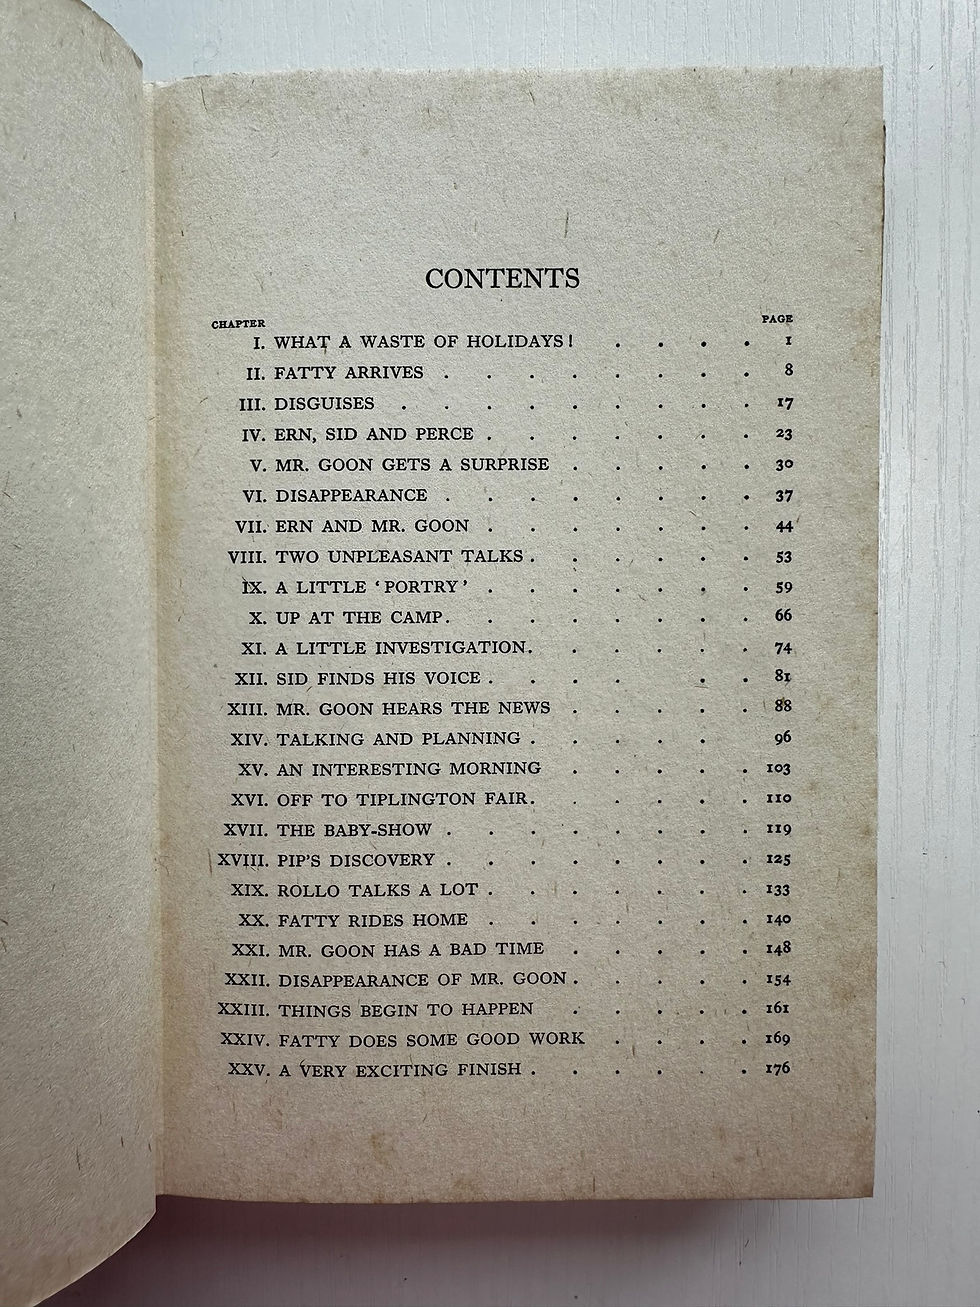 CONTENTS
CHAPTER PAGE
I. WHAT A WASTE OF HOLIDAYS! . . . . 1
II. FATTY ARRIVES . . . . . . . . 8
III. DISGUISES . . . . . . . . . 17
IV. ERN, SID AND PERCE . . . . . . . 23
V. MR. GOON GETS A SURPRISE . . . . . 30
VI. DISAPPEARANCE . . . . . . . . 37
VII. ERN AND MR. GOON . . . . . . . 44
VIII. TWO UNPLEASANT TALKS . . . . . . 53
IX. A LITTLE ‘PORTRY’ . . . . . . . 59
X. UP AT THE CAMP . . . . . . . . 66
XI. A LITTLE INVESTIGATION . . . . . . 74
XII. SID FINDS HIS VOICE . . . . . . 81
XIII. MR. GOON HEARS THE NEWS . . . . . 88
XIV. TALKING AND PLANNING . . . . . 96
XV. AN INTERESTING MORNING . . . . . 103
XVI. OFF TO TIPLINGTON FAIR . . . . . . 110
XVII. THE BABY-SHOW . . . . . . . . 119
XVIII. PIP'S DISCOVERY . . . . . . . . 125
XIX. ROLLO TALKS A LOT . . . . . . . 133
XX. FATTY RIDES HOME . . . . . . . 140
XXI. MR. GOON HAS A BAD TIME . . . . . 148
XXII. DISAPPEARANCE OF MR. GOON . . . . . 154
XXIII. THINGS BEGIN TO HAPPEN . . . . . 161
XXIV. FATTY DOES SOME GOOD WORK . . . . 169
XXV. A VERY EXCITING FINISH . . . . . . 176